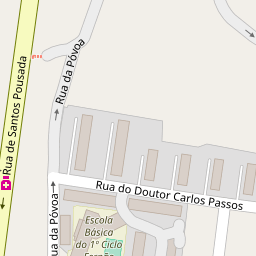 Rua de Santos Pousada
Rua da Póvoa
Rua do Doutor Carlos Passos
Rua da Póvoa
Escola
Básica
do 1º Ciclo